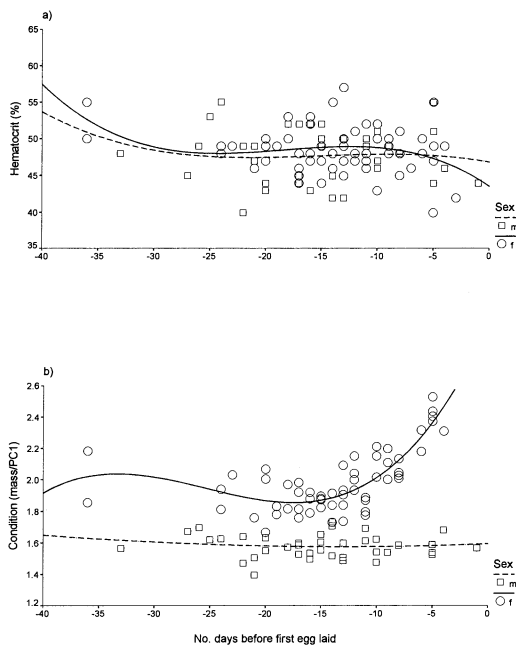 a)
65
60
55
50
45
40
35
Hematocrit (%)
-40 -35 -30 -25 -20 -15 -10 -5 0
Sex
m
f
b)
2.6
2.4
2.2
2.0
1.8
1.6
1.4
1.2
Condition (mass/PC1)
-40 -35 -30 -25 -20 -15 -10 -5 0
Sex
m
f
No. days before first egg laid